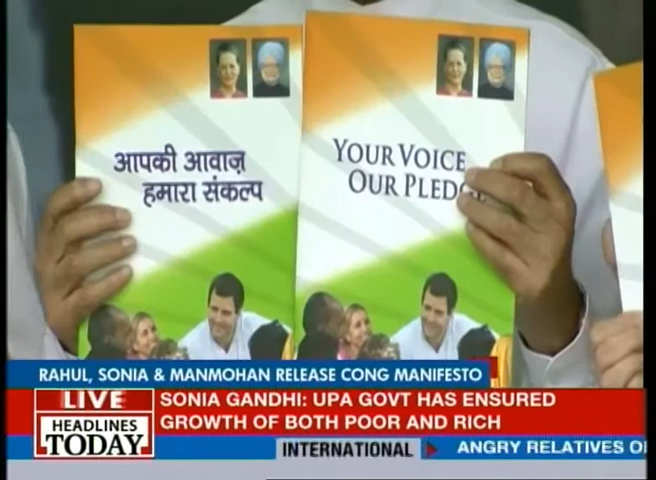 आपकी आवाज़
हमारा संकल्प
YOUR VOICE
OUR PLEDGE
RAHUL, SONIA & MANMOHAN RELEASE CONG MANIFESTO
LIVE
SONIA GANDHI: UPA GOVT HAS ENSURED
GROWTH OF BOTH POOR AND RICH
HEADLINES
TODAY
INTERNATIONAL
ANGRY RELATIVES O